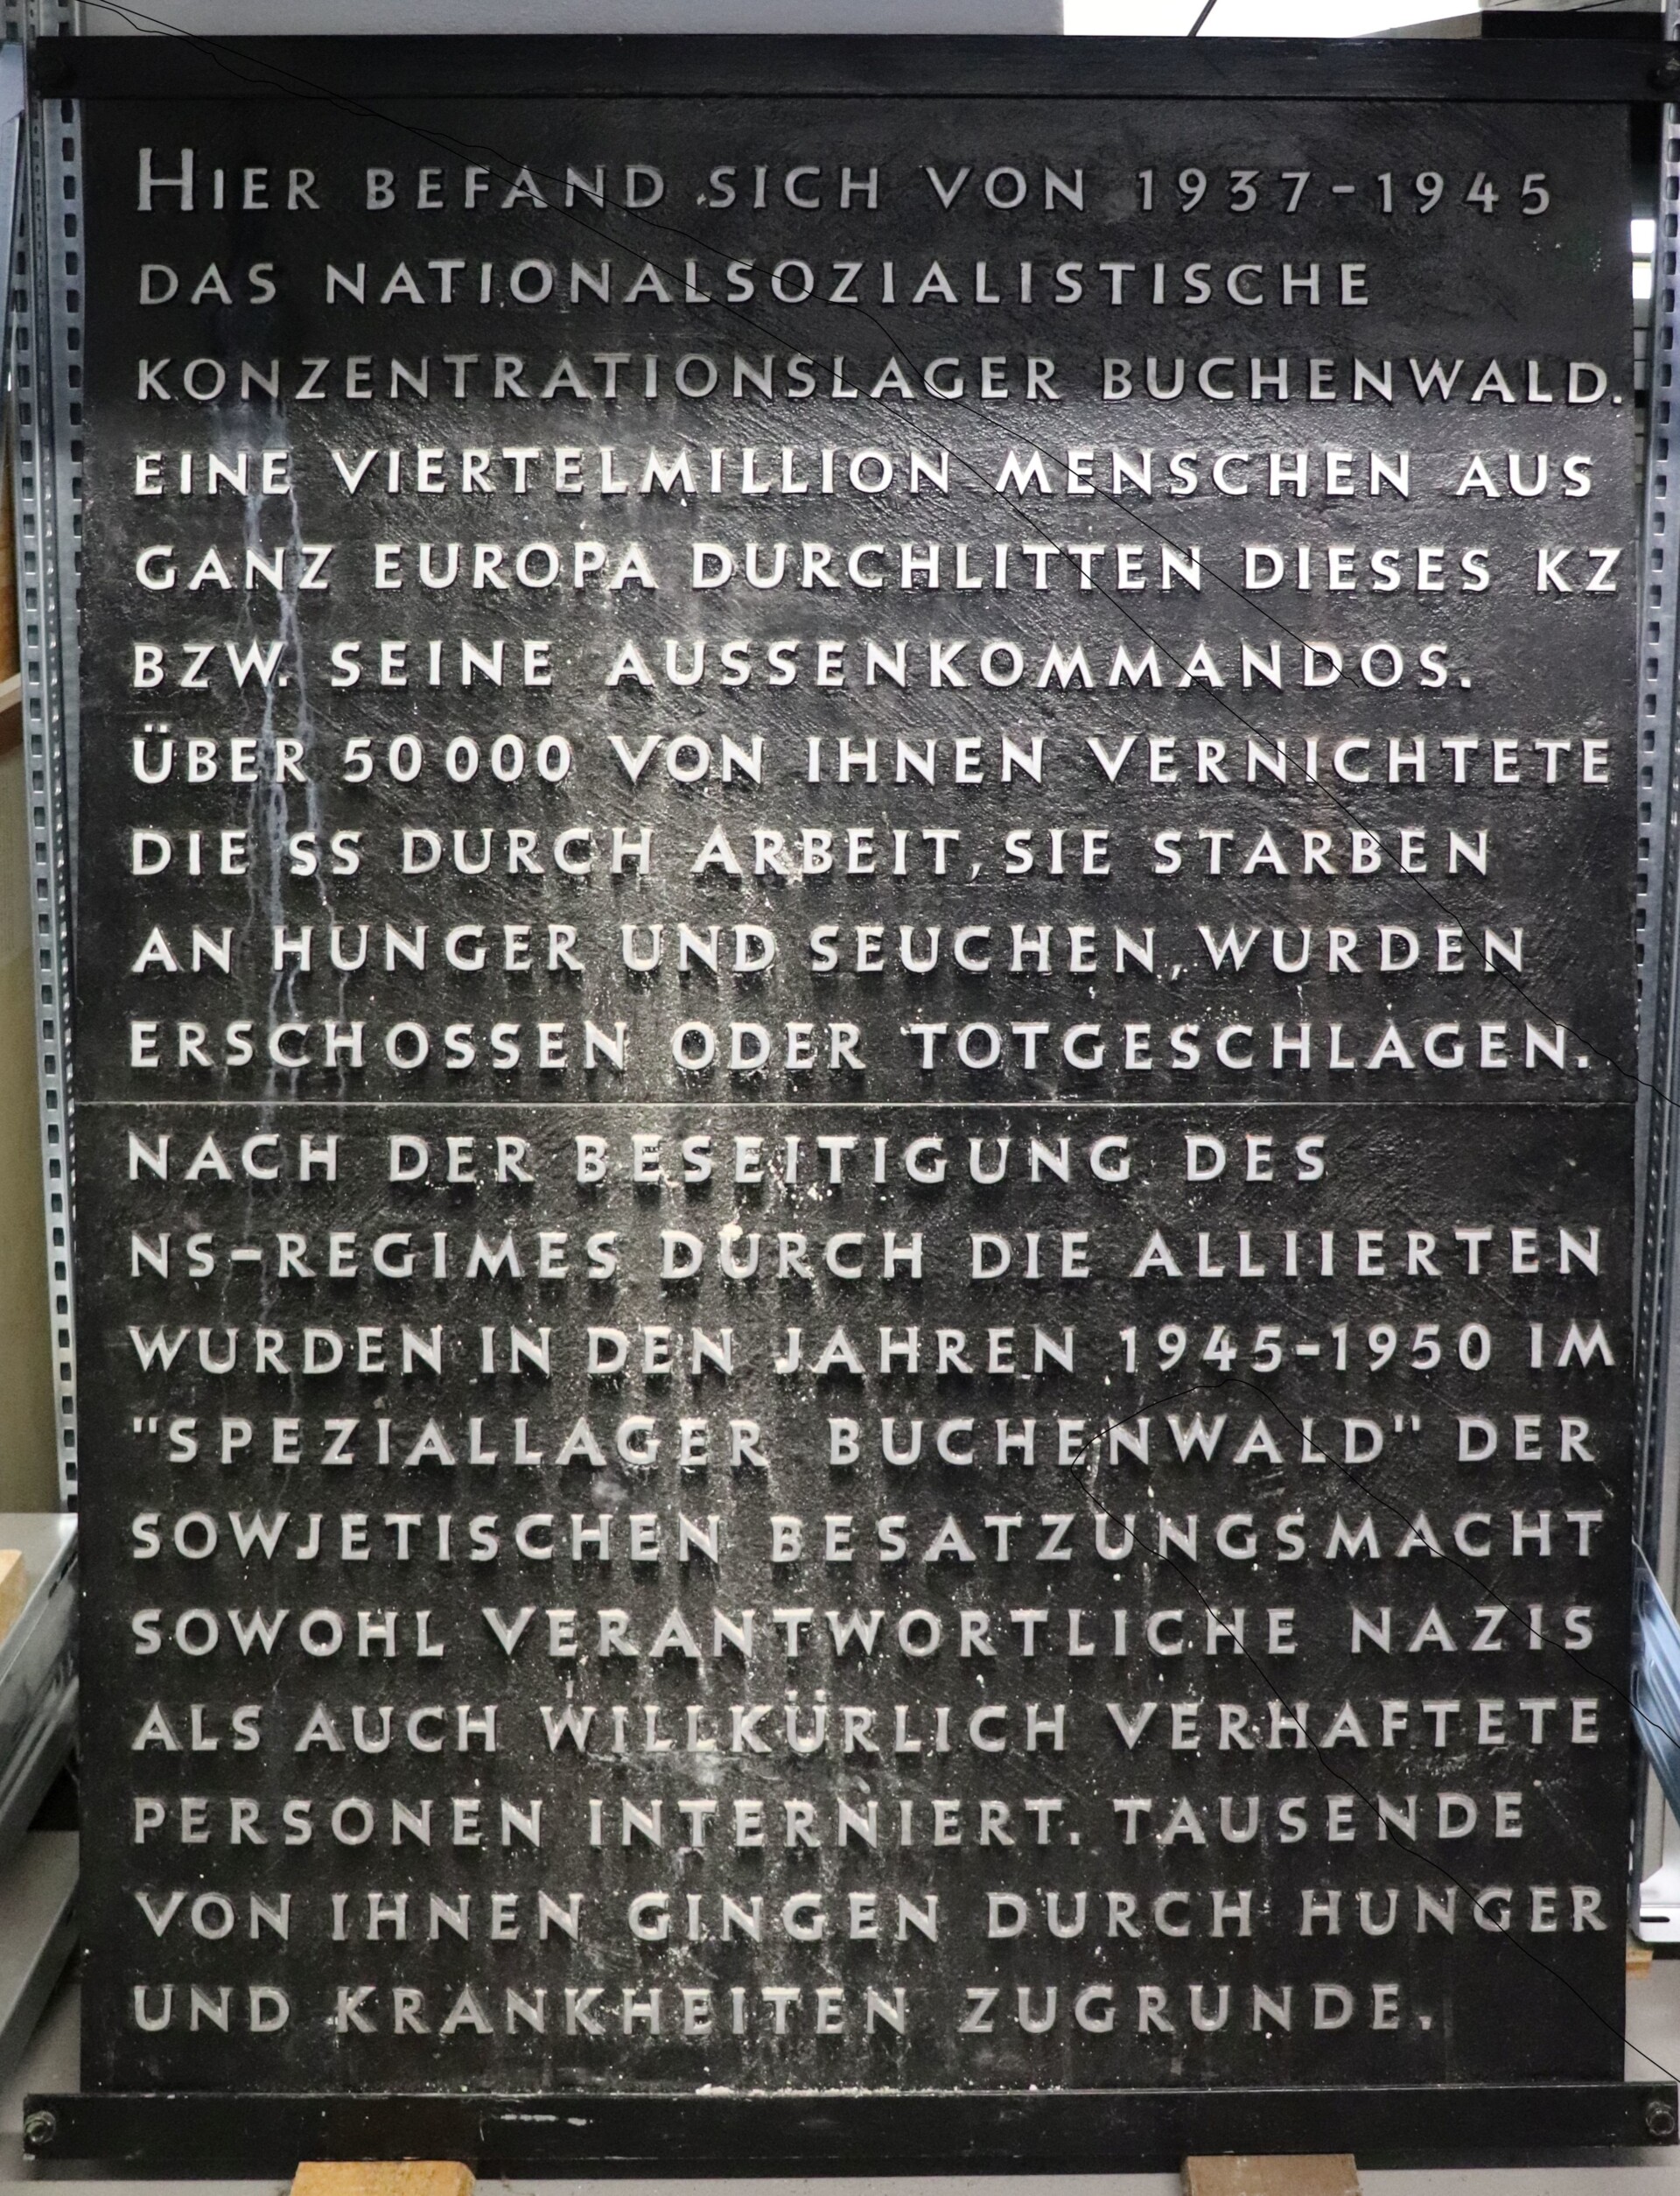 HIER BEFAND SICH VON 1937-1945
DAS NATIONALSOZIALISTISCHE
KONZENTRATIONSLAGER BUCHENWALD.
EINE VIERTELMILLION MENSCHEN AUS
GANZ EUROPA DURCHLITTEN DIESES KZ
BZW. SEINE AUSSENKOMMANDOS.
ÜBER 50000 VON IHNEN VERNICHTETE
DIE SS DURCH ARBEIT, SIE STARBEN
AN HUNGER UND SEUCHEN, WURDEN
ERSCHOSSEN ODER TOTGESCHLAGEN.
NACH DER BESEITIGUNG DES
NS-REGIMES DURCH DIE ALLIIERTEN
WURDEN IN DEN JAHREN 1945-1950 IM
"SPEZIALLAGER BUCHENWALD" DER
SOWJETISCHEN BESATZUNGSMACHT
SOWOHL VERANTWORTLICHE NAZIS
ALS AUCH WILLKÜRLICH VERHAFTETE
PERSONEN INTERNIERT. TAUSENDE
VON IHNEN GINGEN DURCH HUNGER
UND KRANKHEITEN ZUGRUNDE.